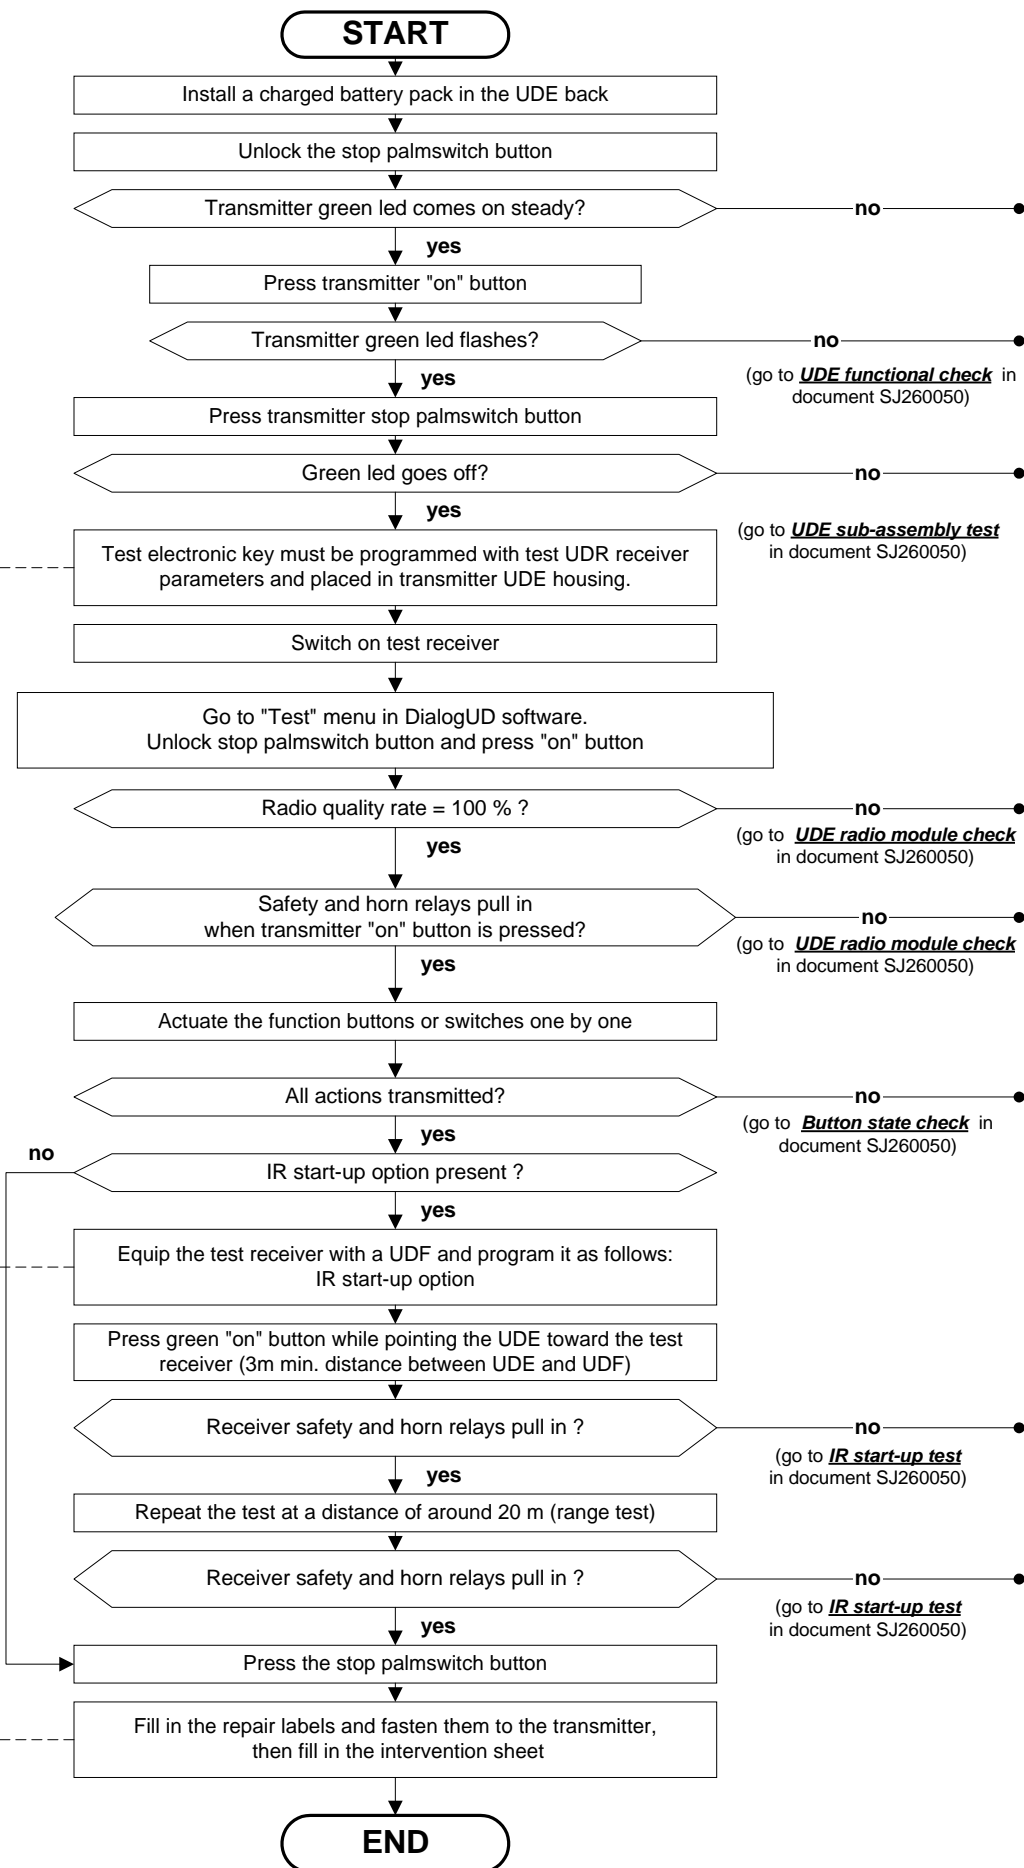 START
Install a charged battery pack in the UDE back
Unlock the stop palmswitch button
Transmitter green led comes on steady?
no
yes
Press transmitter "on" button
Transmitter green led flashes?
no
yes
(go to UDE functional check in
document SJ260050)
Press transmitter stop palmswitch button
Green led goes off?
no
yes
(go to UDE sub-assembly test
in document SJ260050)
Test electronic key must be programmed with test UDR receiver
parameters and placed in transmitter UDE housing.
Switch on test receiver
Go to "Test" menu in DialogUD software.
Unlock stop palmswitch button and press "on" button
Radio quality rate = 100 % ?
no
(go to UDE radio module check
in document SJ260050)
yes
Safety and horn relays pull in
when transmitter "on" button is pressed?
no
(go to UDE radio module check
in document SJ260050)
yes
Actuate the function buttons or switches one by one
All actions transmitted?
no
(go to Button state check in
document SJ260050)
yes
no
IR start-up option present ?
yes
Equip the test receiver with a UDF and program it as follows:
IR start-up option
Press green "on" button while pointing the UDE toward the test
receiver (3m min. distance between UDE and UDF)
Receiver safety and horn relays pull in ?
no
(go to IR start-up test
in document SJ260050)
yes
Repeat the test at a distance of around 20 m (range test)
Receiver safety and horn relays pull in ?
no
(go to IR start-up test
in document SJ260050)
yes
Press the stop palmswitch button
Fill in the repair labels and fasten them to the transmitter,
then fill in the intervention sheet
END